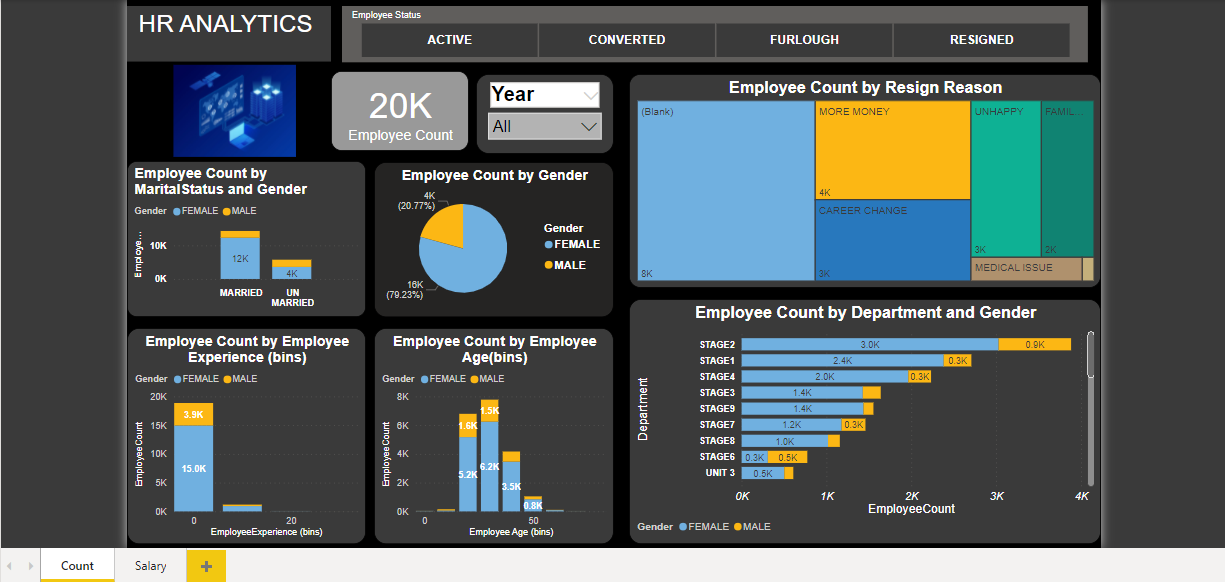 HR ANALYTICS
Employee Status
ACTIVE
CONVERTED
FURLOUGH
RESIGNED
20K
Employee Count
Year
All
Employee Count by Resign Reason
(Blank)
8K
MORE MONEY
4K
CAREER CHANGE
3K
UNHAPPY
3K
FAMIL...
2K
MEDICAL ISSUE
Employee Count by
MaritalStatus and Gender
Gender FEMALE MALE
Employe...
10K
0K
12K
4K
MARRIED
UN
MARRIED
Employee Count by Gender
4K
(20.77%)
16K
(79.23%)
Gender
FEMALE
MALE
Employee Count by Employee
Experience (bins)
Gender FEMALE MALE
EmployeeCount
20K
15K
10K
5K
0K
3.9K
15.0K
0
20
EmployeeExperience (bins)
Employee Count by Employee
Age(bins)
Gender FEMALE MALE
EmployeeCount
8K
6K
4K
2K
0K
1.6K
5.2K
1.5K
6.2K
3.5K
0.8K
0
50
Employee Age (bins)
Employee Count by Department and Gender
Department
STAGE2 3.0K 0.9K
STAGE1 2.4K 0.3K
STAGE4 2.0K 0.3K
STAGE3 1.4K
STAGE9 1.4K
STAGE7 1.2K 0.3K
STAGE8 1.0K
STAGE6 0.3K 0.5K
UNIT 3 0.5K
0K 1K 2K 3K 4K
EmployeeCount
Gender FEMALE MALE
Count
Salary
+